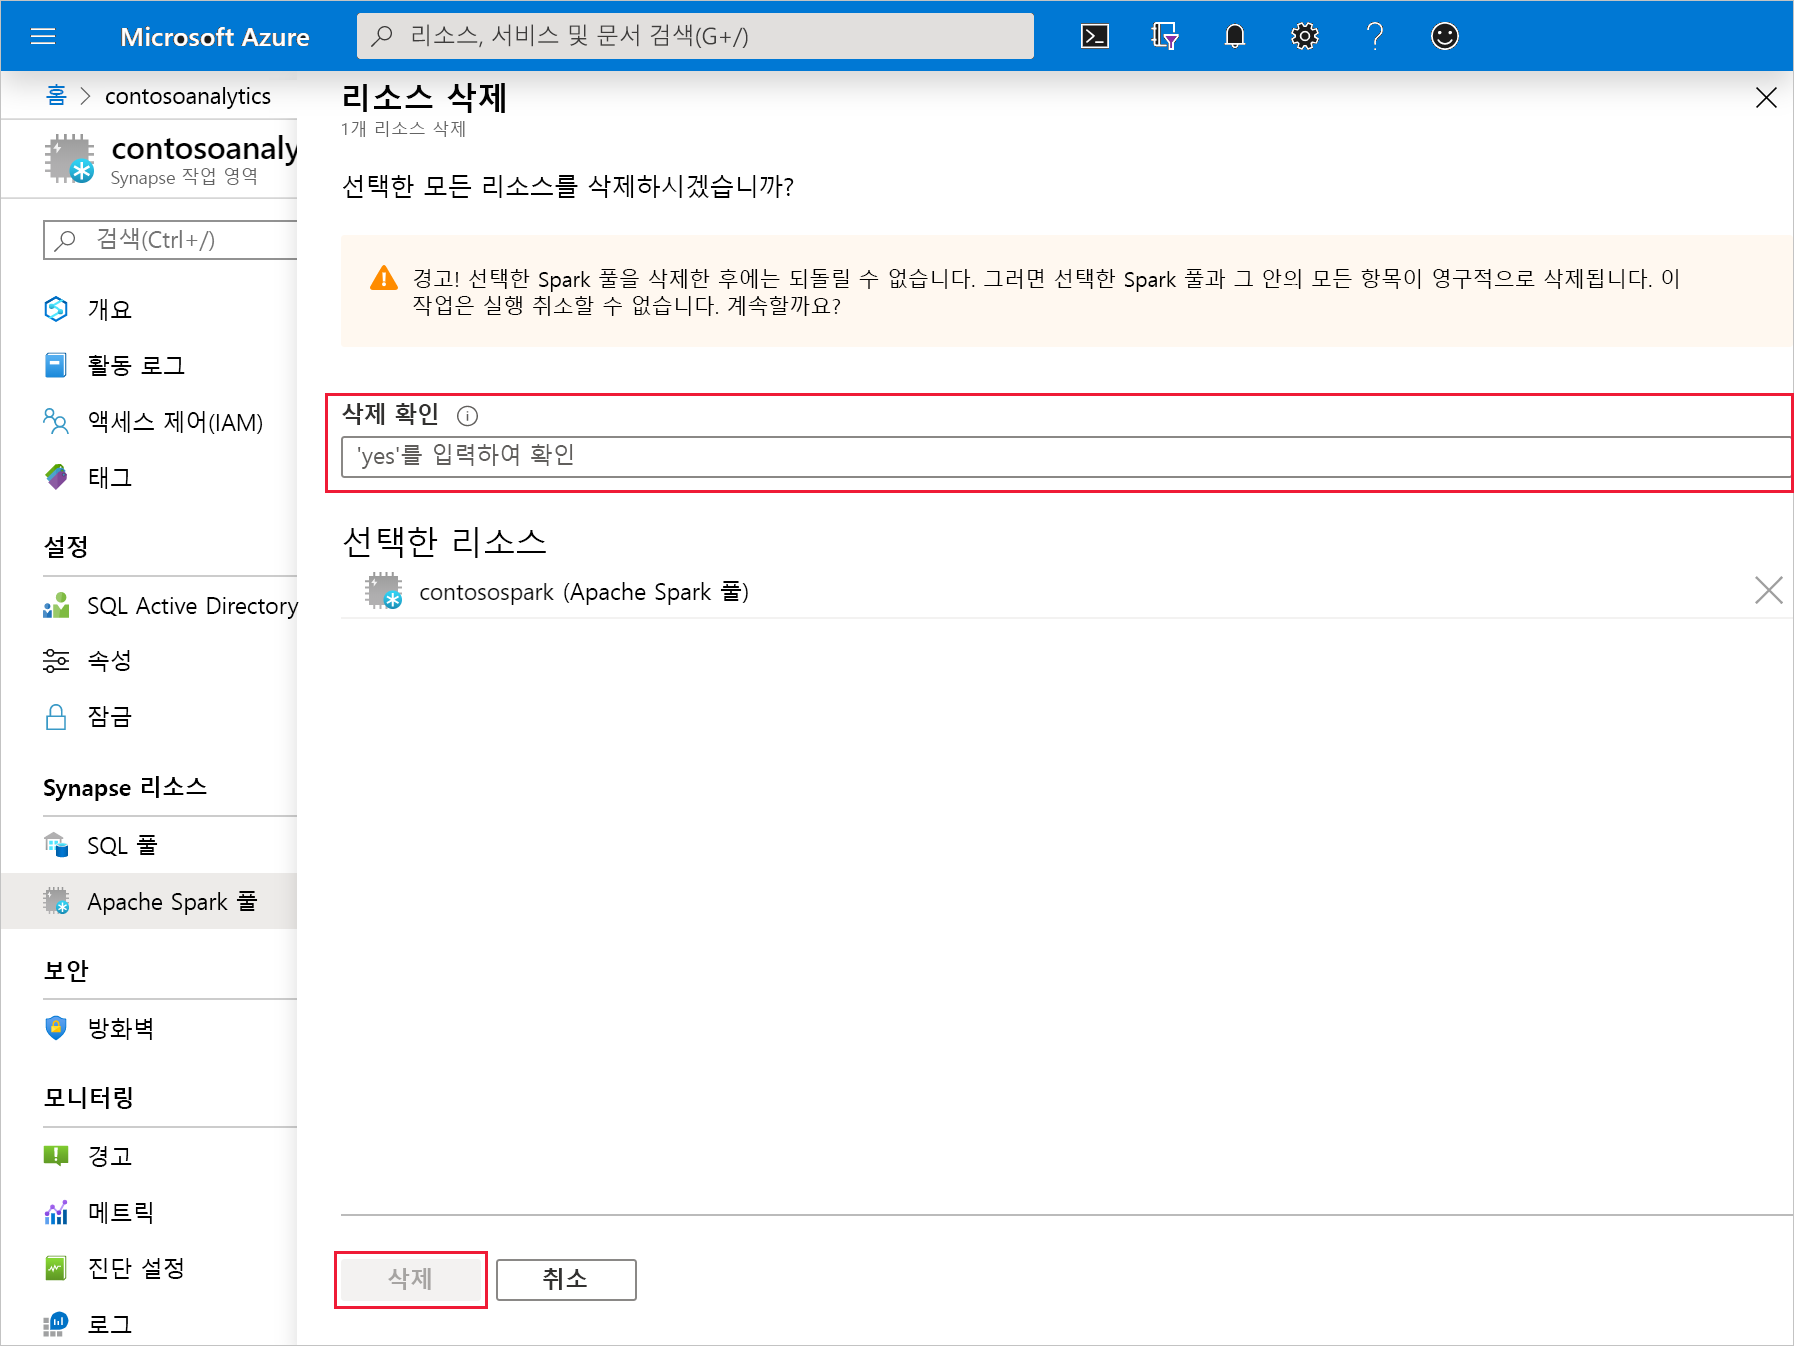 Microsoft Azure
리소스, 서비스 및 문서 검색(G+/)
홈 > contosoanalytics
contosoanaly
Synapse 작업 영역
검색(Ctrl+/)
개요
활동 로그
액세스 제어(IAM)
태그
설정
SQL Active Directory
속성
잠금
Synapse 리소스
SQL 풀
Apache Spark 풀
보안
방화벽
모니터링
경고
메트릭
진단 설정
로그
리소스 삭제
1개 리소스 삭제
선택한 모든 리소스를 삭제하시겠습니까?
경고! 선택한 Spark 풀을 삭제한 후에는 되돌릴 수 없습니다. 그러면 선택한 Spark 풀과 그 안의 모든 항목이 영구적으로 삭제됩니다. 이
작업은 실행 취소할 수 없습니다. 계속할까요?
삭제 확인
'yes'를 입력하여 확인
선택한 리소스
contosospark (Apache Spark 풀)
삭제
취소